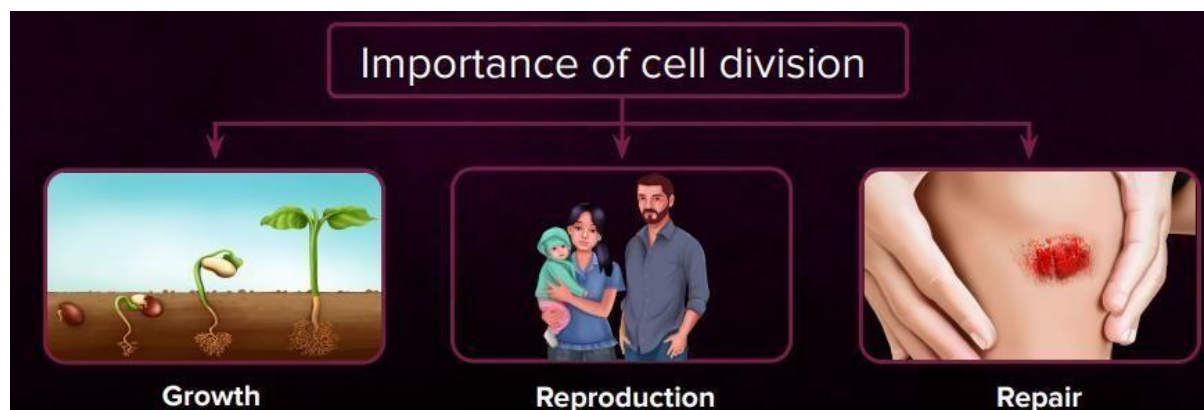 Importance of cell division
Growth
Reproduction
Repair